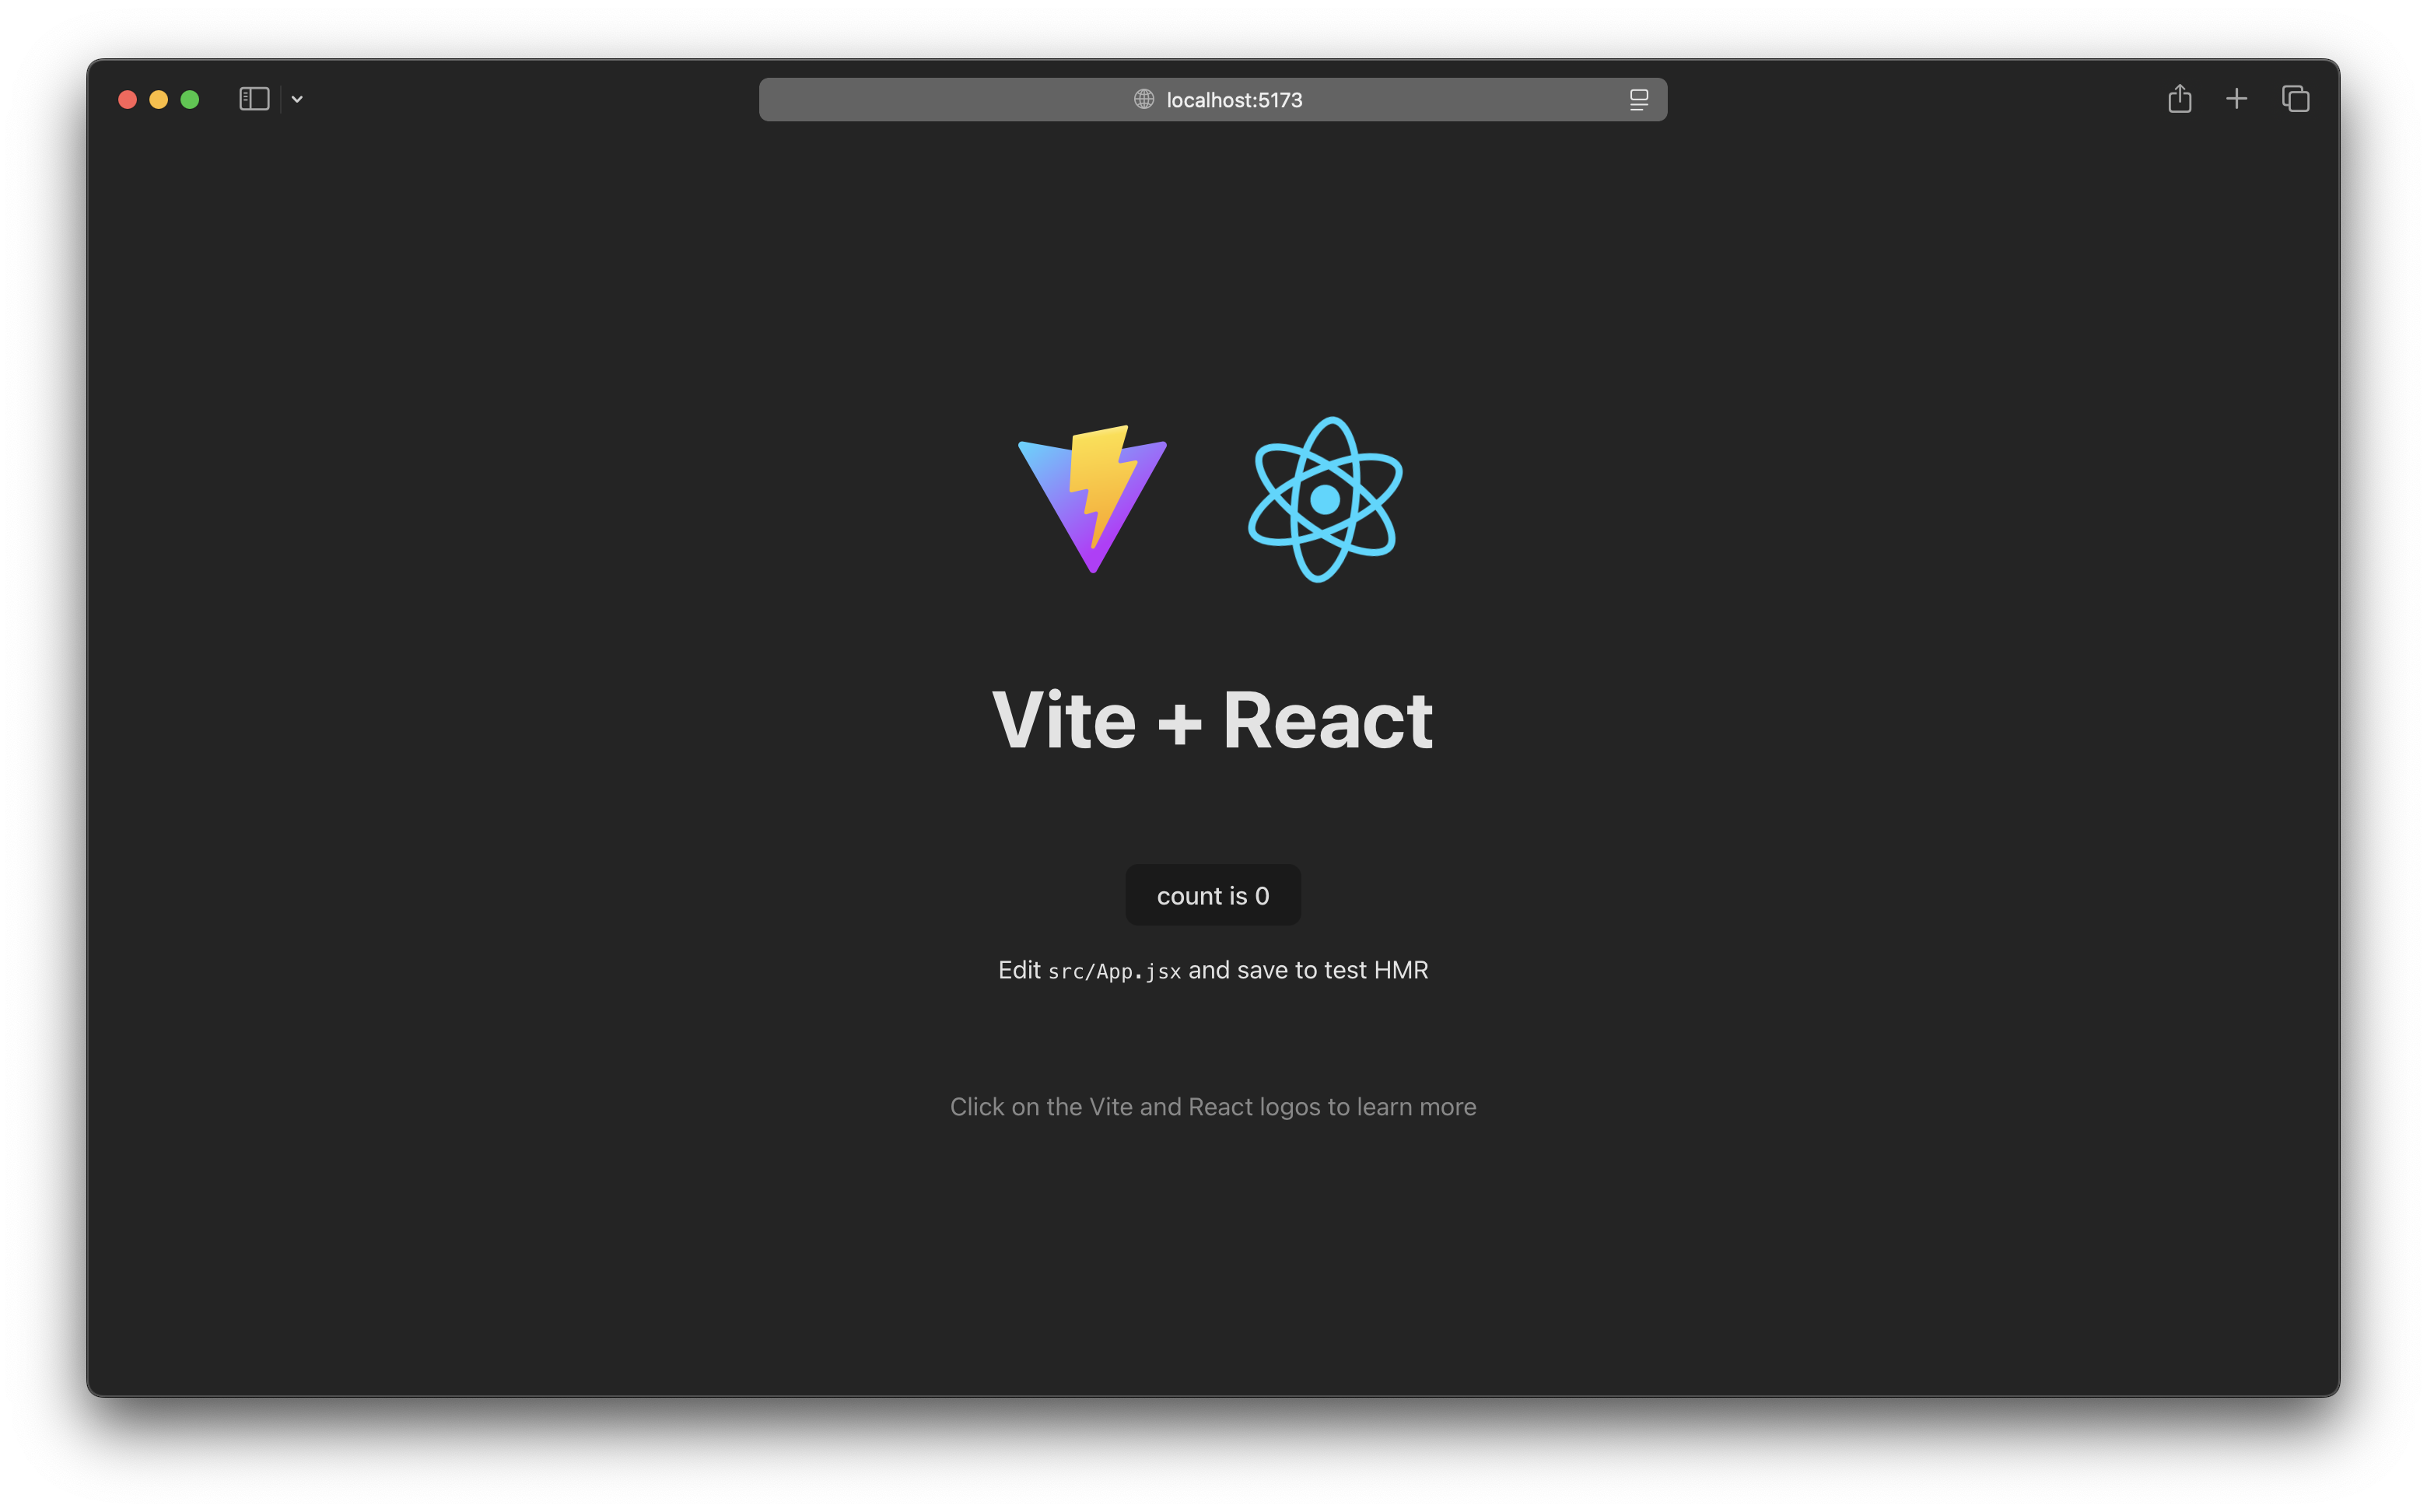 localhost:5173
Vite + React
count is 0
Edit src/App.jsx and save to test HMR
Click on the Vite and React logos to learn more